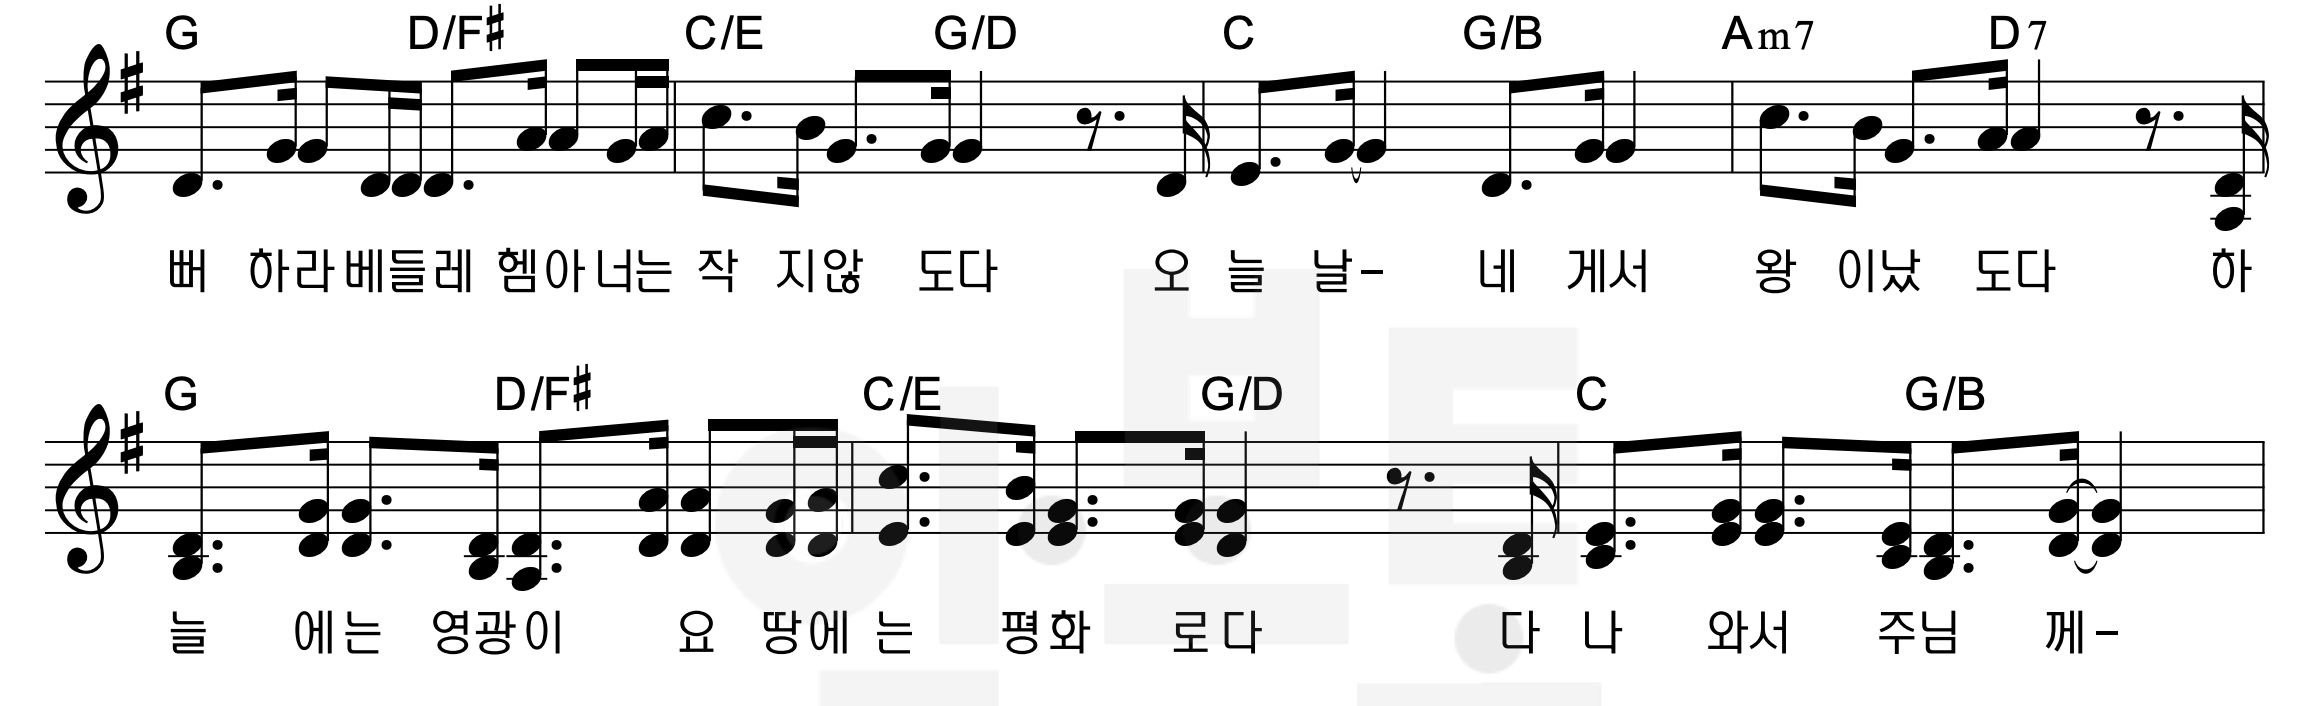 G D/F♯ C/E G/D C G/B Am7 D7
뻐 하라베들레 헴아 너는 작 지않 도다 오 늘 날- 네 게서 왕 이났 도다 하
G D/F♯ C/E G/D C G/B
늘 에는 영광이 요 땅에 는 평화 로다 다 나 와서 주님 께-